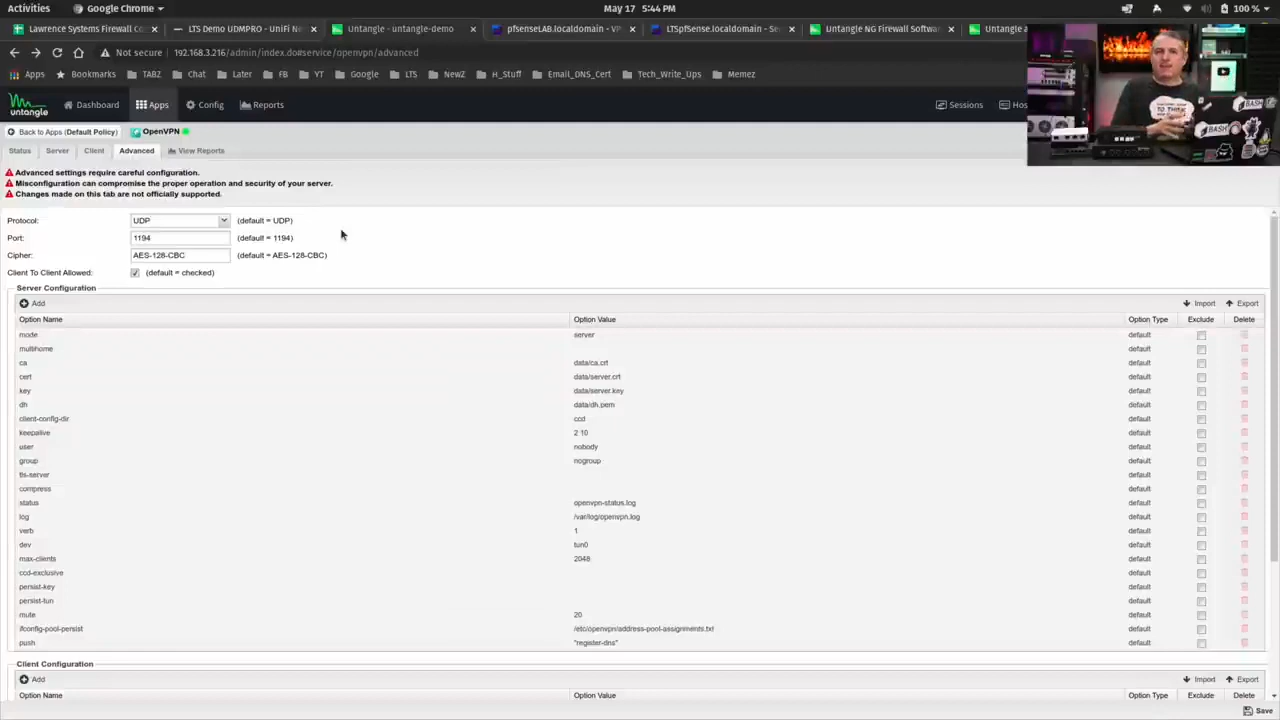 Activities
Google Chrome
May 17 5:44 PM
100 %
Lawrence Systems Firewall Co
LTS Demo UDMPRO - UniFi Ne
Untangle - untangle-demo
pfsense.localdomain - VP
LTSpfSense.localdomain - Sy
Untangle NG Firewall Softwa
Untangle a
Not secure
192.168.3.216/admin/index.do#service/openvpn/advanced
Apps
Bookmarks
TABZ
Chat
Later
FB
YT
Google
LTS
NewZ
Email_DNS_Cert
Tech_Write_Ups
Memez
untangle
Dashboard
Apps
Config
Reports
Sessions
Hos
Back to Apps (Default Policy)
OpenVPN
Status
Server
Client
Advanced
View Reports
Advanced settings require careful configuration.
Misconfiguration can compromise the proper operation and security of your server.
Changes made on this tab are not officially supported.
Protocol: UDP (default = UDP)
Port: 1194 (default = 1194)
Cipher: AES-128-CBC (default = AES-128-CBC)
Client To Client Allowed: (default = checked)
Server Configuration
Add Import Export
Option Name Option Value Option Type Exclude Delete
mode server default
multihome default
ca data/ca.crt default
cert data/server.crt default
key data/server.key default
dh data/dh.pem default
client-config-dir ccd default
keepalive 2 10 default
user nobody default
group nogroup default
tls-server default
compress default
status openvpn-status.log default
log /var/log/openvpn.log default
verb 1 default
dev tun0 default
max-clients 2048 default
ccd-exclusive default
persist-key default
persist-tun default
mute 20 default
ifconfig-pool-persist /etc/openvpn/address-pool-assignments.txt default
push "register-dns" default
Client Configuration
Add Import Export
Option Name Option Value Option Type Exclude Delete
Save